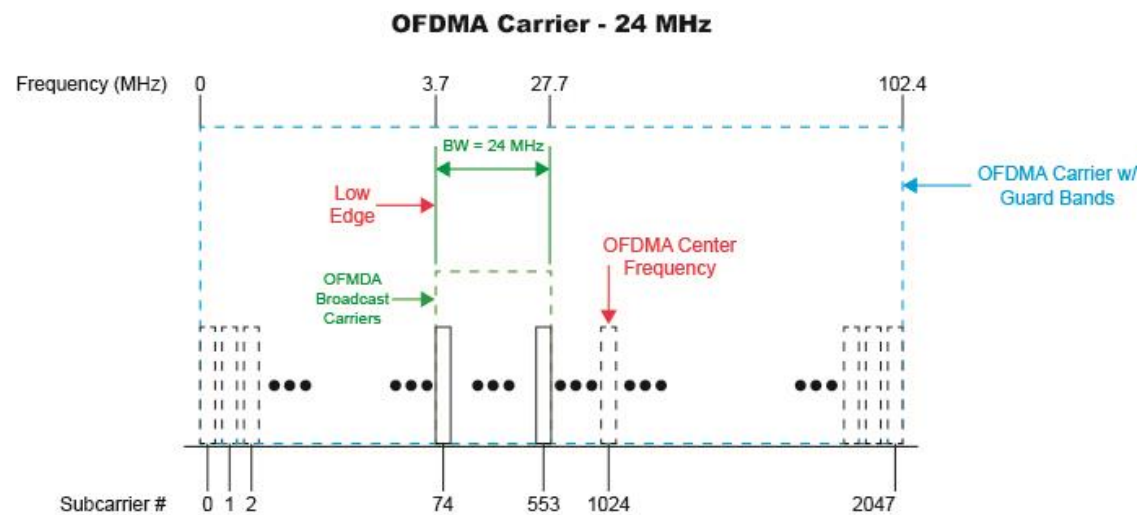 OFDMA Carrier - 24 MHz
Frequency (MHz) 0 3.7 27.7 102.4
BW = 24 MHz
OFDMA Carrier w/
Guard Bands
Low
Edge
OFDMA Center
Frequency
OFMDA
Broadcast
Carriers
Subcarrier # 0 1 2 74 553 1024 2047